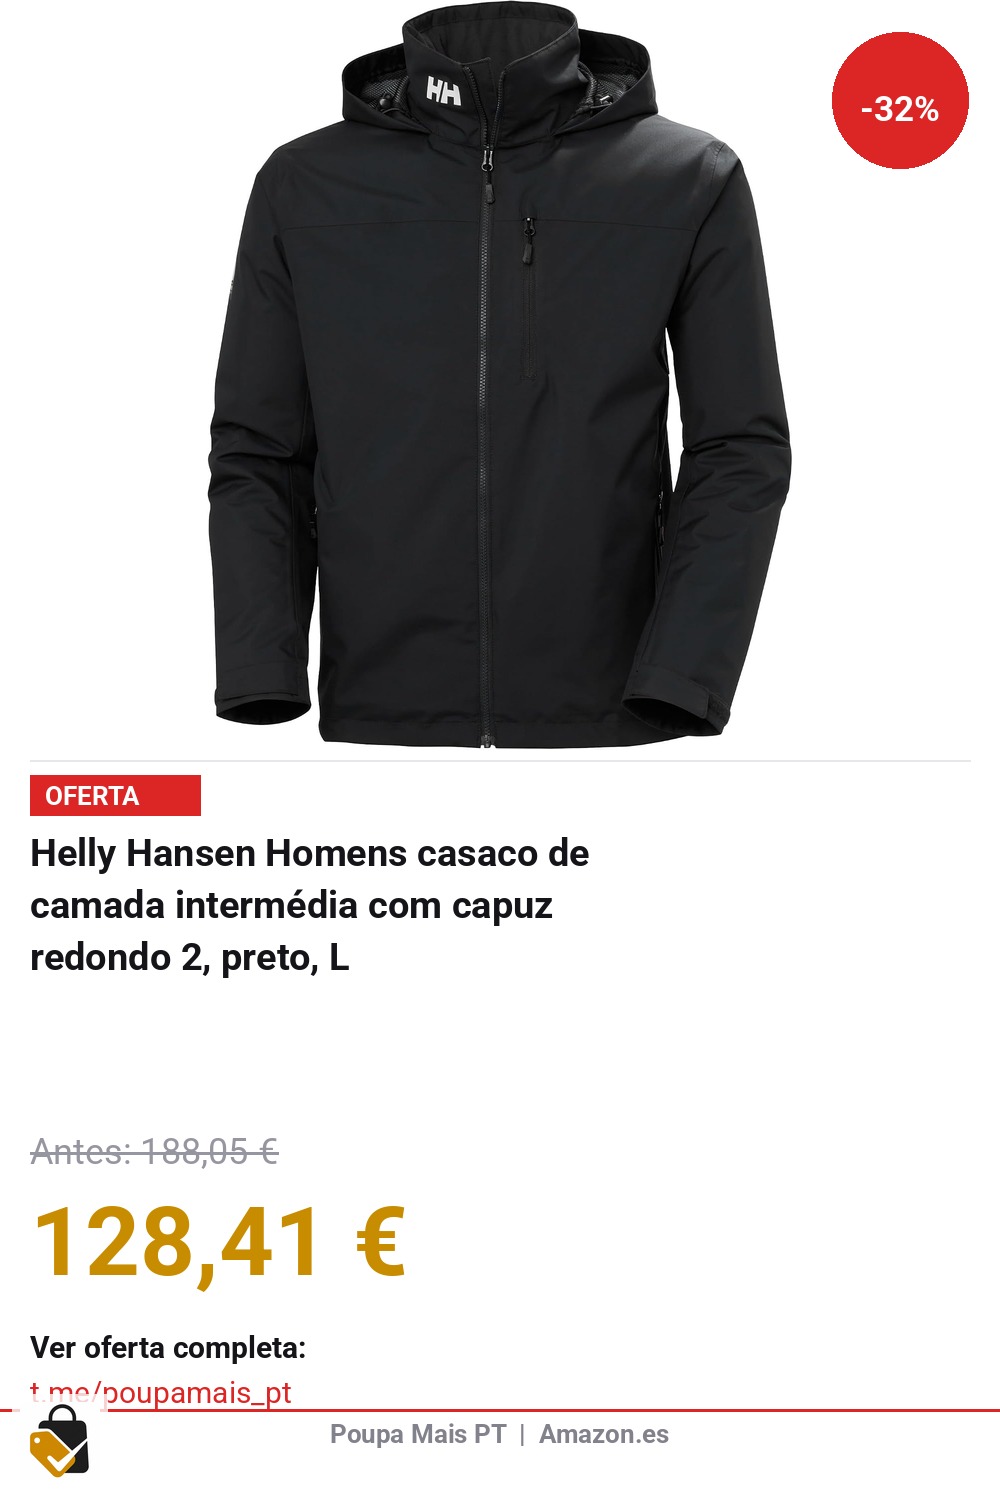 HH
-32%
OFERTA
Helly Hansen Homens casaco de
camada intermédia com capuz
redondo 2, preto, L
Antes: 188,05 €
128,41 €
Ver oferta completa:
t.me/poupamais_pt
Poupa Mais PT | Amazon.es